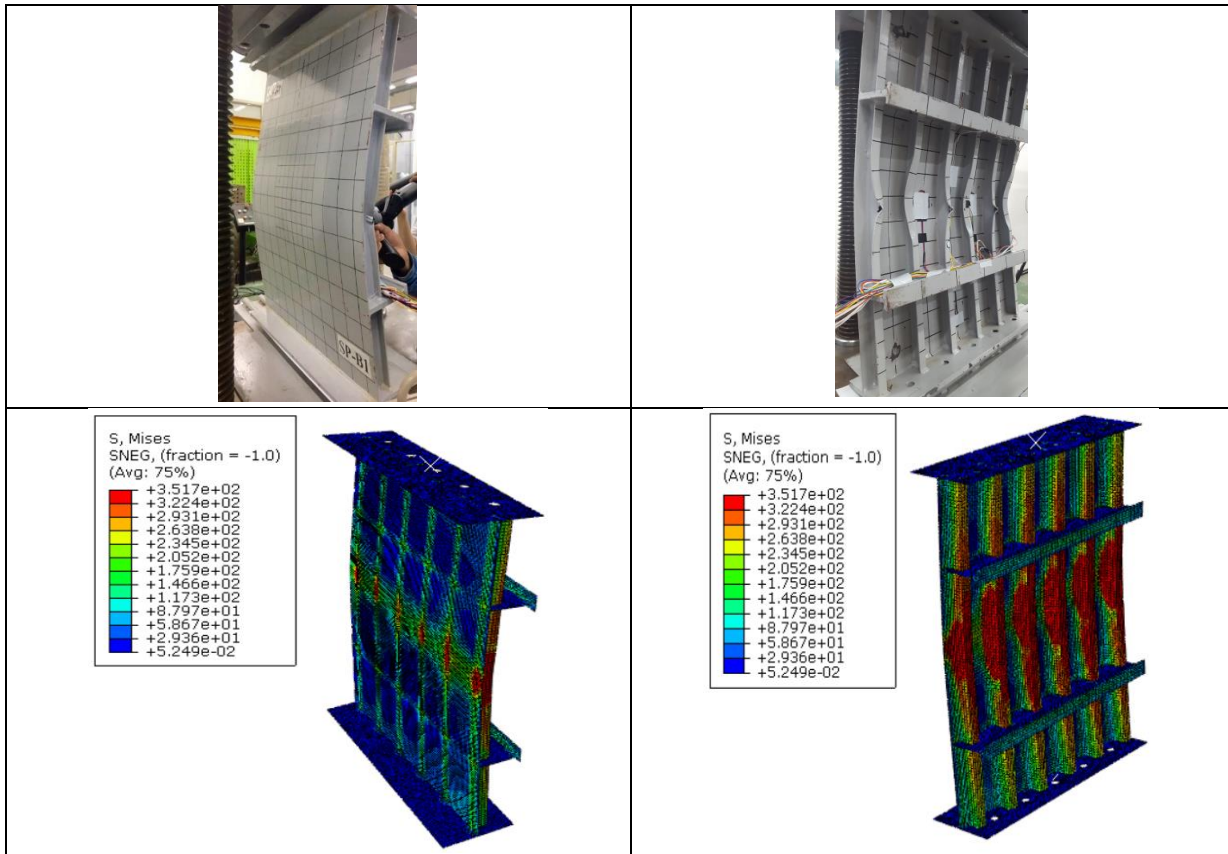 SP-B1
S, Mises
SNEG, (fraction = -1.0)
(Avg: 75%)
+3.517e+02
+3.224e+02
+2.931e+02
+2.638e+02
+2.345e+02
+2.052e+02
+1.759e+02
+1.466e+02
+1.173e+02
+8.797e+01
+5.867e+01
+2.936e+01
+5.249e-02
S, Mises
SNEG, (fraction = -1.0)
(Avg: 75%)
+3.517e+02
+3.224e+02
+2.931e+02
+2.638e+02
+2.345e+02
+2.052e+02
+1.759e+02
+1.466e+02
+1.173e+02
+8.797e+01
+5.867e+01
+2.936e+01
+5.249e-02